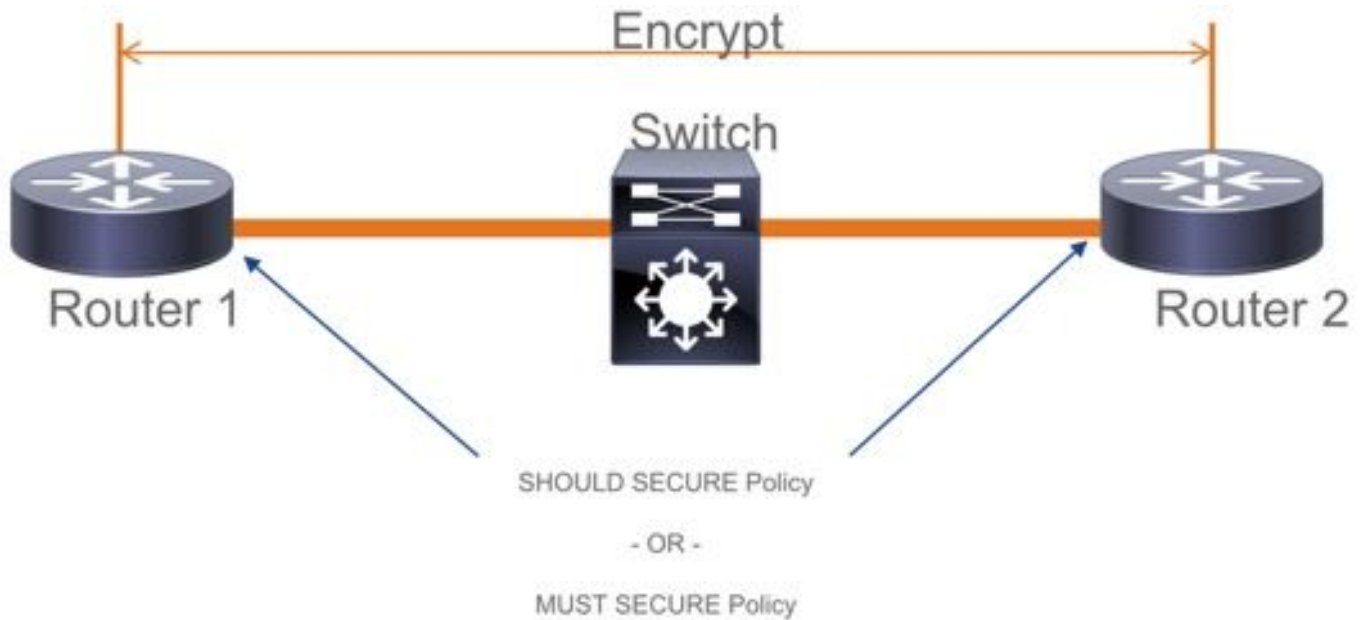 Encrypt
Switch
Router 1
Router 2
SHOULD SECURE Policy
- OR -
MUST SECURE Policy